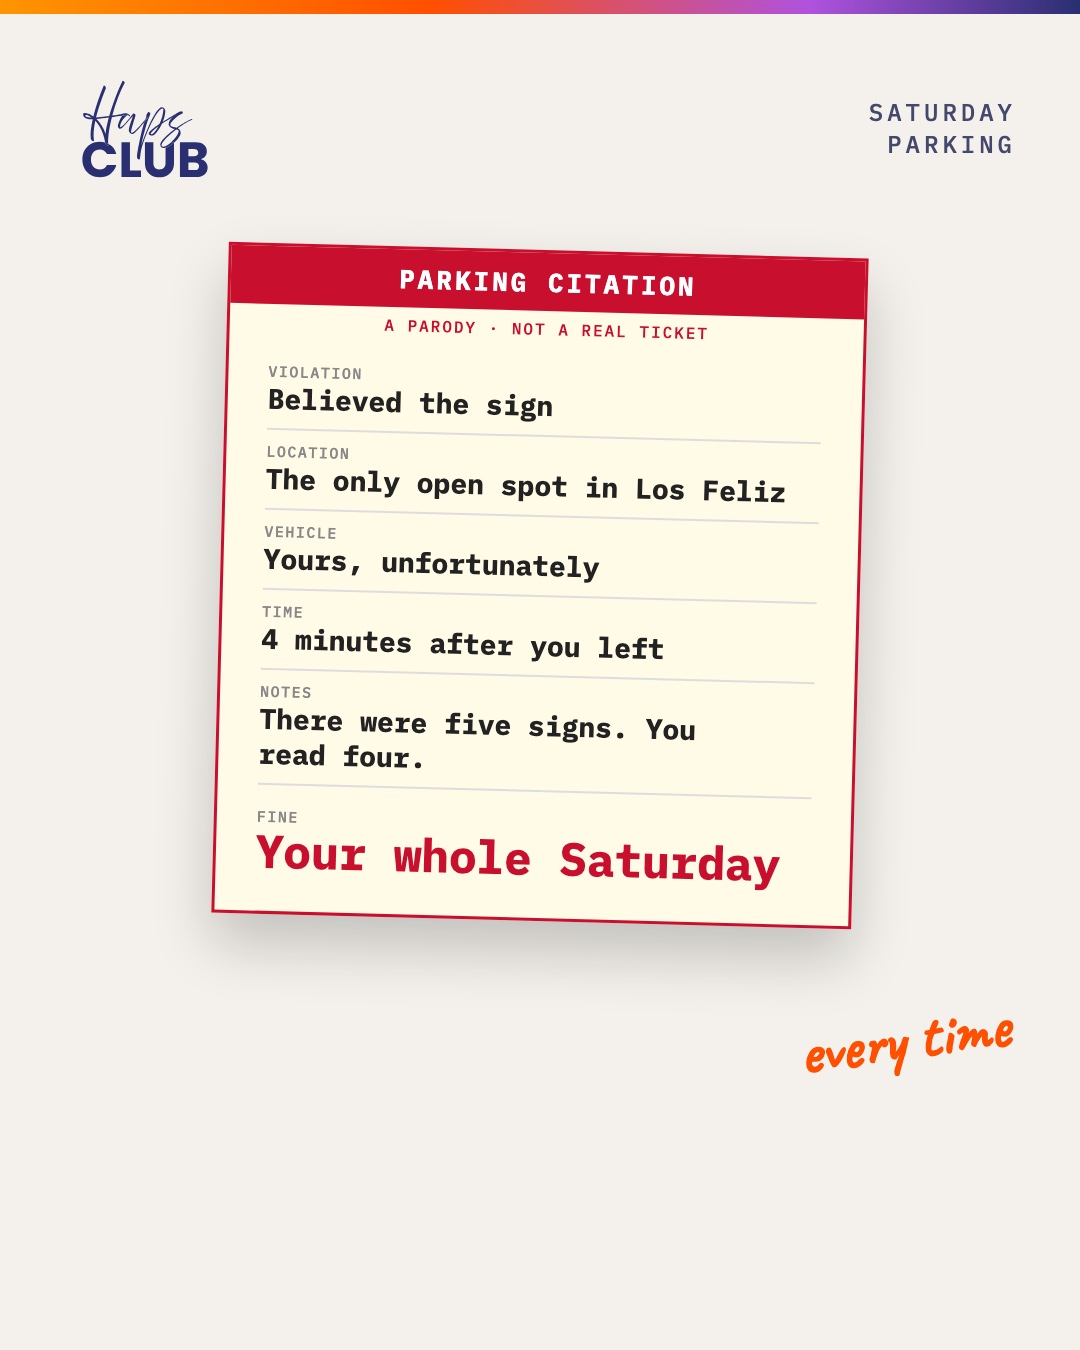 Haps
CLUB
SATURDAY
PARKING
PARKING CITATION
A PARODY · NOT A REAL TICKET
VIOLATION
Believed the sign
LOCATION
The only open spot in Los Feliz
VEHICLE
Yours, unfortunately
TIME
4 minutes after you left
NOTES
There were five signs. You
read four.
FINE
Your whole Saturday
every time